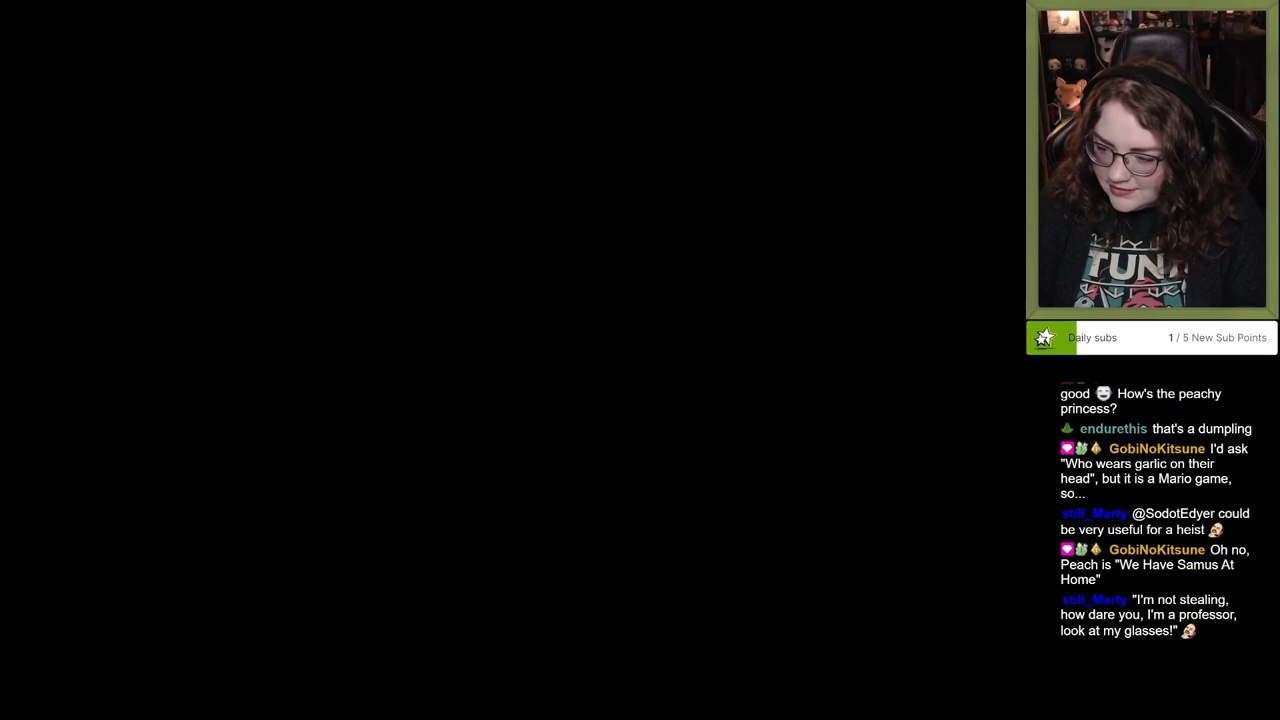 TUNT
Daily subs 1 / 5 New Sub Points
good How's the peachy
princess?
endurethis that's a dumpling
GobiNoKitsune I'd ask
"Who wears garlic on their
head", but it is a Mario game,
so...
still_Marty @SodotEdyer could
be very useful for a heist
GobiNoKitsune Oh no,
Peach is "We Have Samus At
Home"
still_Marty "I'm not stealing,
how dare you, I'm a professor,
look at my glasses!"